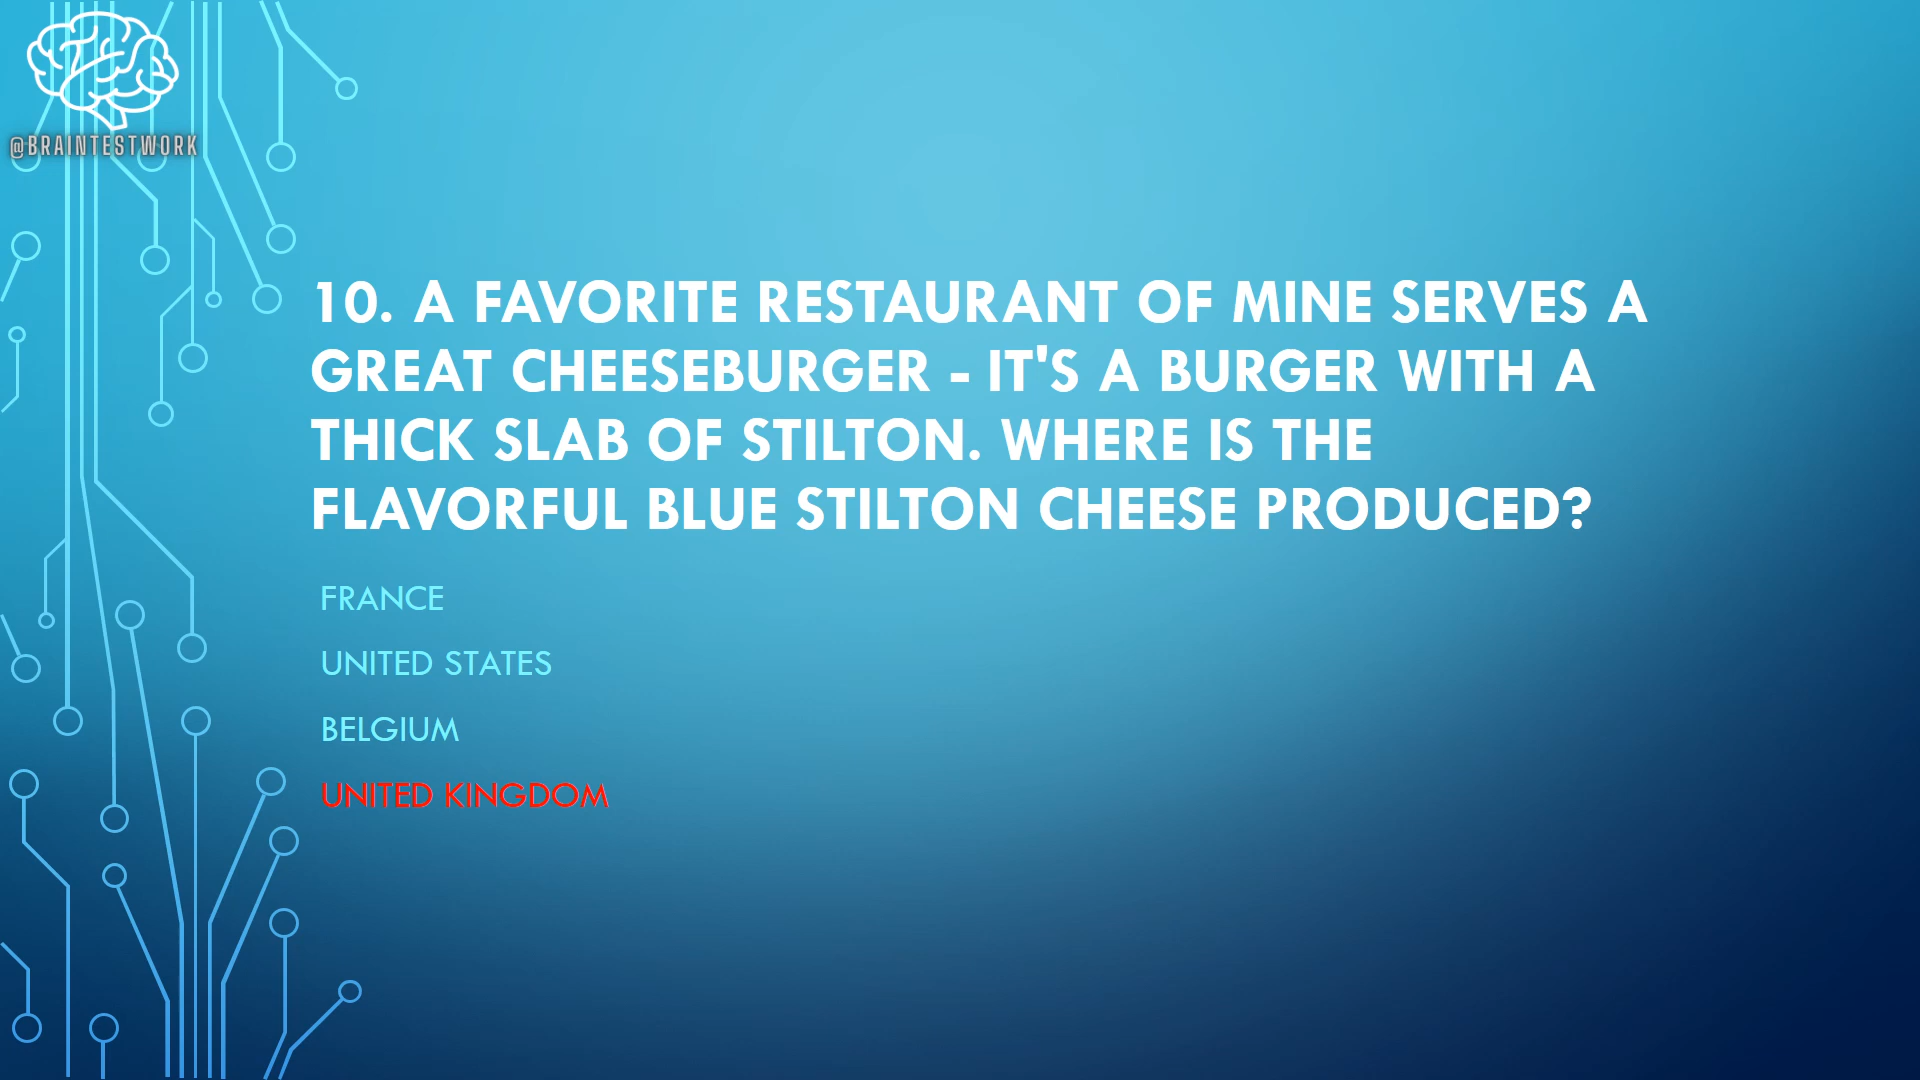 @BRAINTESTWORK
10. A FAVORITE RESTAURANT OF MINE SERVES A
GREAT CHEESEBURGER - IT'S A BURGER WITH A
THICK SLAB OF STILTON. WHERE IS THE
FLAVORFUL BLUE STILTON CHEESE PRODUCED?
FRANCE
UNITED STATES
BELGIUM
UNITED KINGDOM